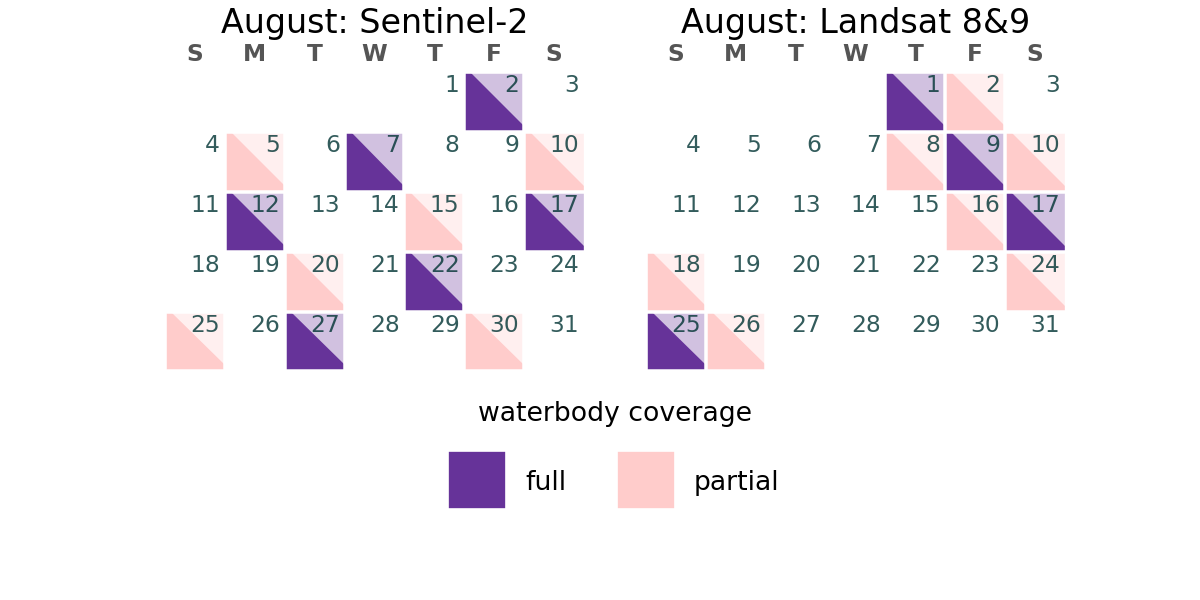 August: Sentinel-2
S M T W T F S
1 2 3
4 5 6 7 8 9 10
11 12 13 14 15 16 17
18 19 20 21 22 23 24
25 26 27 28 29 30 31
August: Landsat 8&9
S M T W T F S
1 2 3
4 5 6 7 8 9 10
11 12 13 14 15 16 17
18 19 20 21 22 23 24
25 26 27 28 29 30 31
waterbody coverage
full
partial